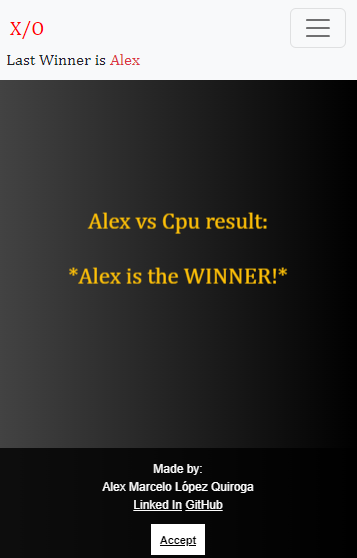 X/O
Last Winner is Alex
Alex vs Cpu result:
*Alex is the WINNER!*
Made by:
Alex Marcelo López Quiroga
Linked In GitHub
Accept